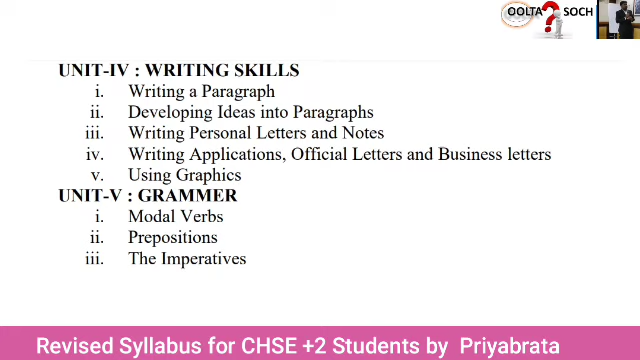 OOLTA SOCH
UNIT-IV : WRITING SKILLS
i. Writing a Paragraph
ii. Developing Ideas into Paragraphs
iii. Writing Personal Letters and Notes
iv. Writing Applications, Official Letters and Business letters
v. Using Graphics
UNIT-V : GRAMMER
i. Modal Verbs
ii. Prepositions
iii. The Imperatives
Revised Syllabus for CHSE +2 Students by Priyabrata